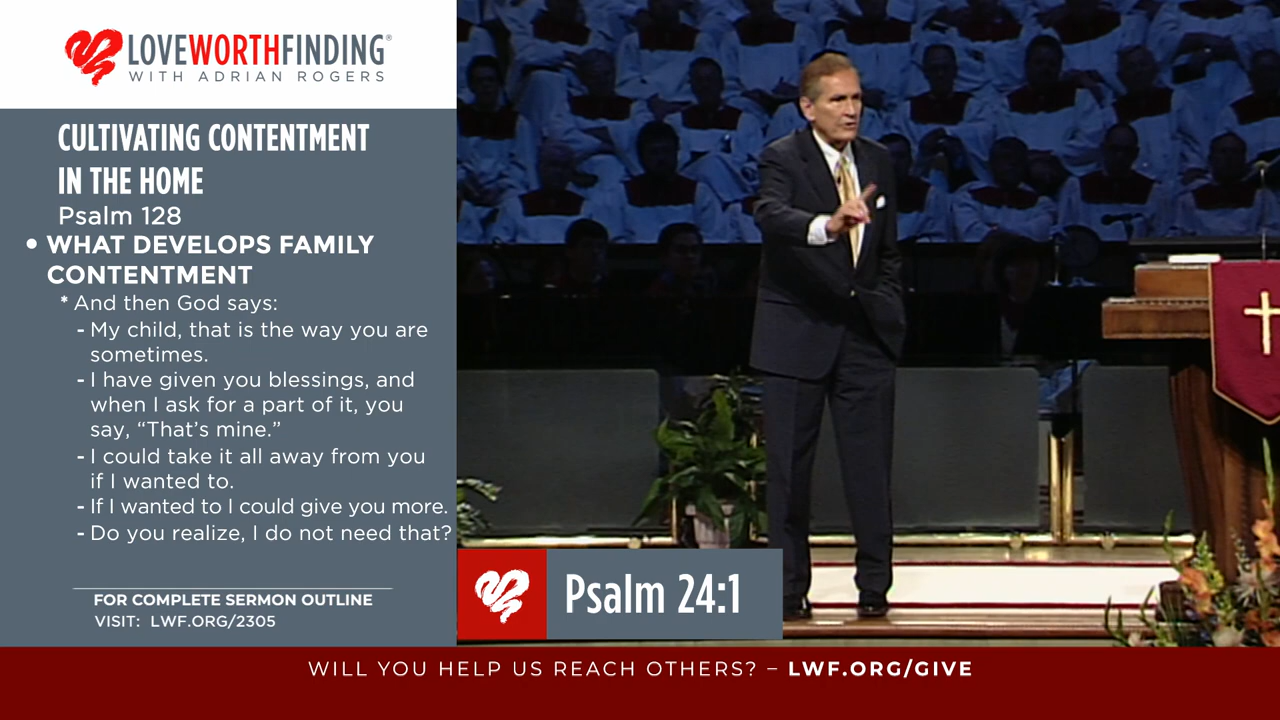 LOVEWORTHFINDING®
WITH ADRIAN ROGERS
CULTIVATING CONTENTMENT
IN THE HOME
Psalm 128
• WHAT DEVELOPS FAMILY
CONTENTMENT
* And then God says:
- My child, that is the way you are
sometimes.
- I have given you blessings, and
when I ask for a part of it, you
say, “That’s mine.”
- I could take it all away from you
if I wanted to.
- If I wanted to I could give you more.
- Do you realize, I do not need that?
FOR COMPLETE SERMON OUTLINE
VISIT: LWF.ORG/2305
Psalm 24:1
WILL YOU HELP US REACH OTHERS? – LWF.ORG/GIVE